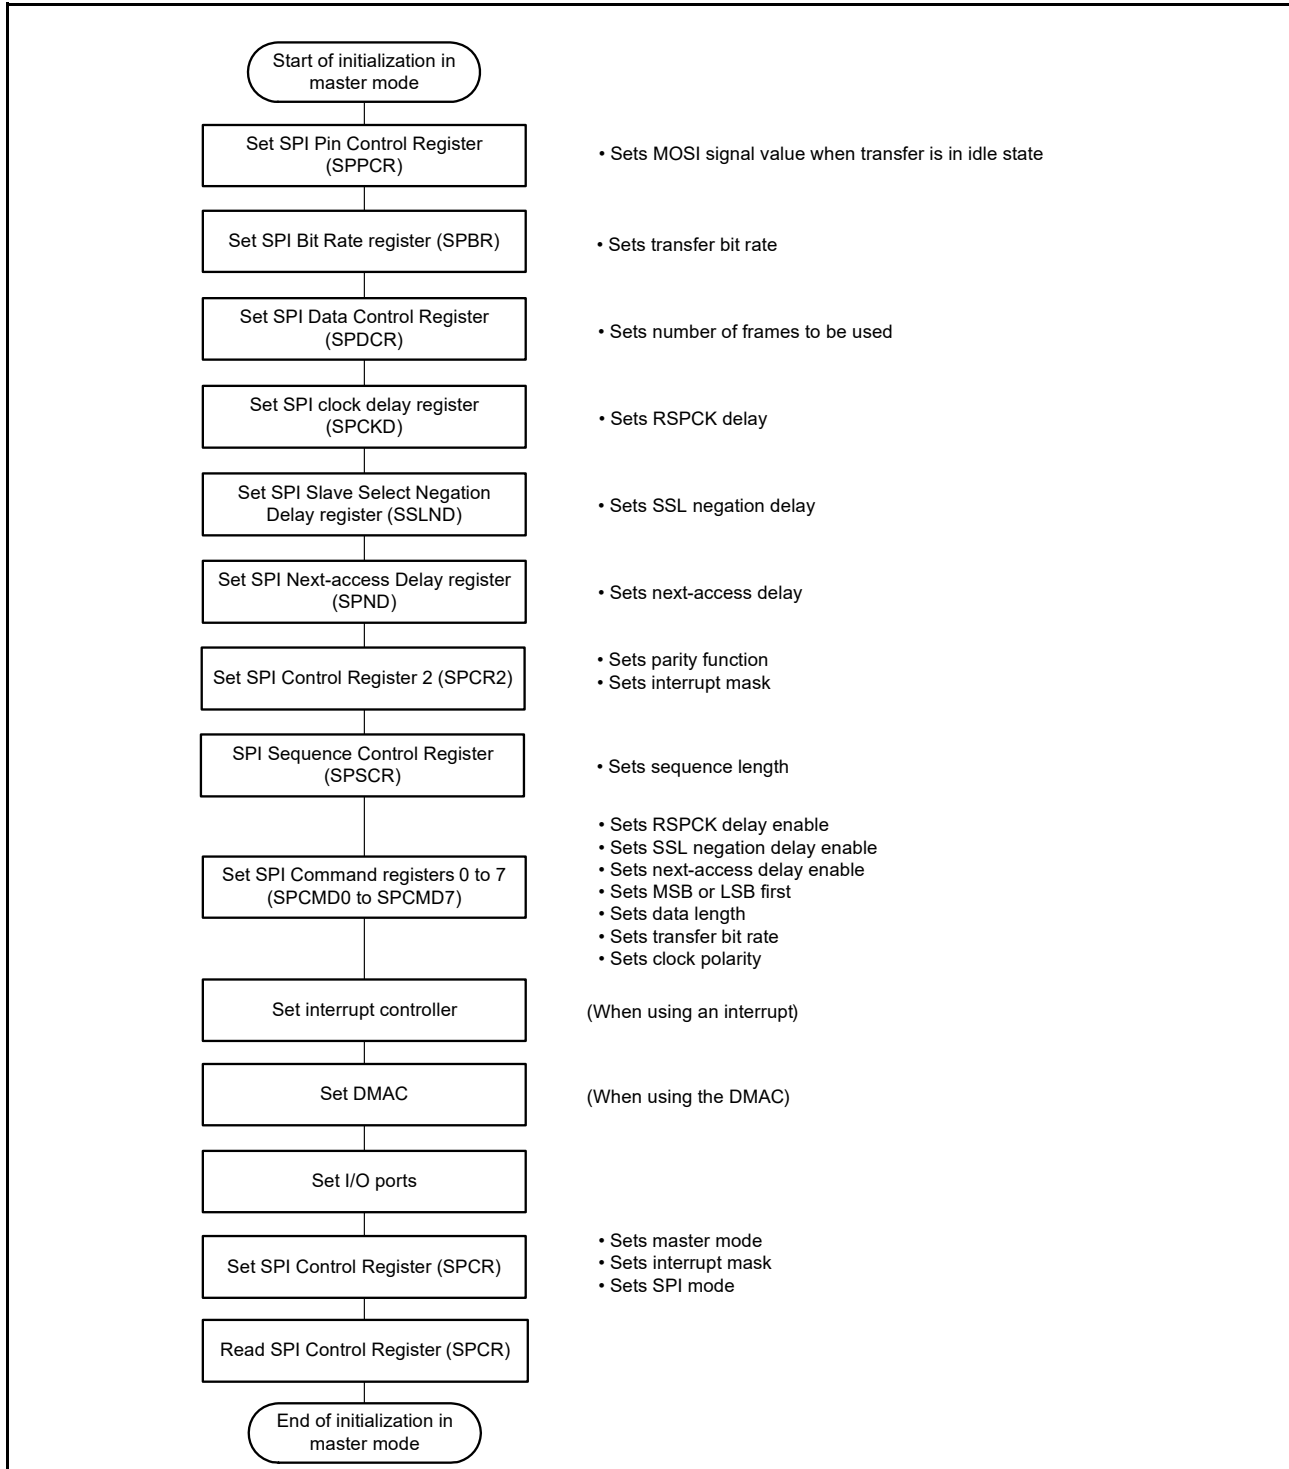 Start of initialization in
master mode
Set SPI Pin Control Register
(SPPCR)
• Sets MOSI signal value when transfer is in idle state
Set SPI Bit Rate register (SPBR)
• Sets transfer bit rate
Set SPI Data Control Register
(SPDCR)
• Sets number of frames to be used
Set SPI clock delay register
(SPCKD)
• Sets RSPCK delay
Set SPI Slave Select Negation
Delay register (SSLND)
• Sets SSL negation delay
Set SPI Next-access Delay register
(SPND)
• Sets next-access delay
Set SPI Control Register 2 (SPCR2)
• Sets parity function
• Sets interrupt mask
SPI Sequence Control Register
(SPSCR)
• Sets sequence length
Set SPI Command registers 0 to 7
(SPCMD0 to SPCMD7)
• Sets RSPCK delay enable
• Sets SSL negation delay enable
• Sets next-access delay enable
• Sets MSB or LSB first
• Sets data length
• Sets transfer bit rate
• Sets clock polarity
Set interrupt controller
(When using an interrupt)
Set DMAC
(When using the DMAC)
Set I/O ports
Set SPI Control Register (SPCR)
• Sets master mode
• Sets interrupt mask
• Sets SPI mode
Read SPI Control Register (SPCR)
End of initialization in
master mode